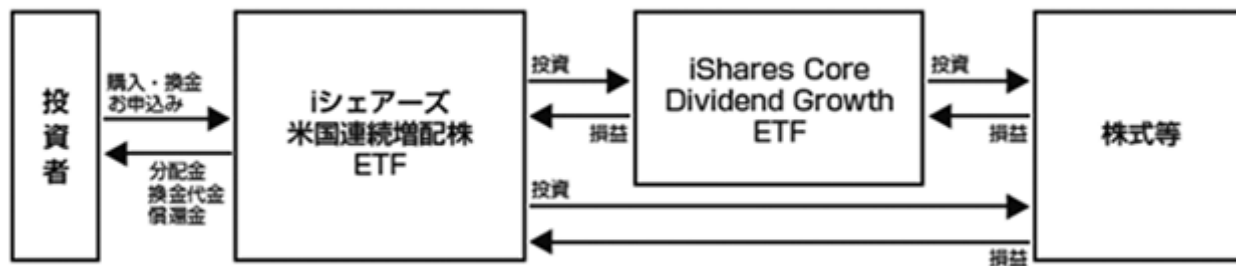 投資者
購入・換金
お申込み
分配金
換金代金
償還金
iシェアーズ
米国連続増配株
ETF
投資
損益
iShares Core
Dividend Growth
ETF
投資
損益
投資
損益
株式等